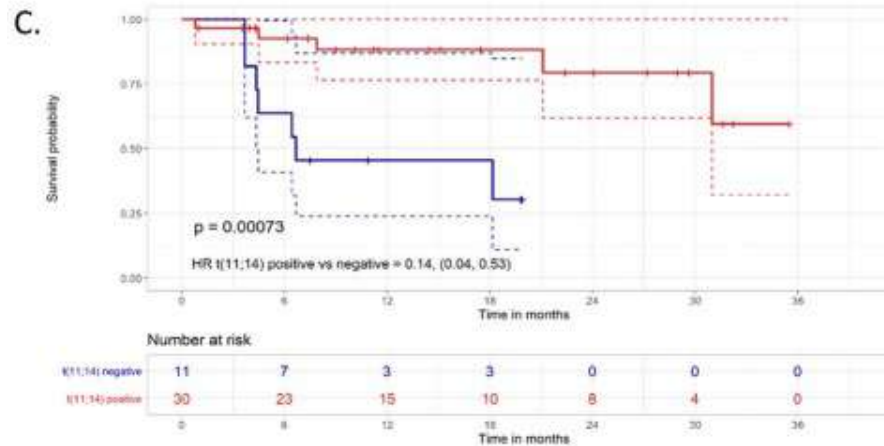 C.
1.00
0.75
0.50
0.25
0.00
Survival probability
p = 0.00073
HR t(11;14) positive vs negative = 0.14, (0.04, 0.53)
0 6 12 18 24 30 36
Time in months
Number at risk
t(11;14) negative 11 7 3 3 0 0 0
t(11;14) positive 30 23 15 10 8 4 0
0 6 12 18 24 30 36
Time in months